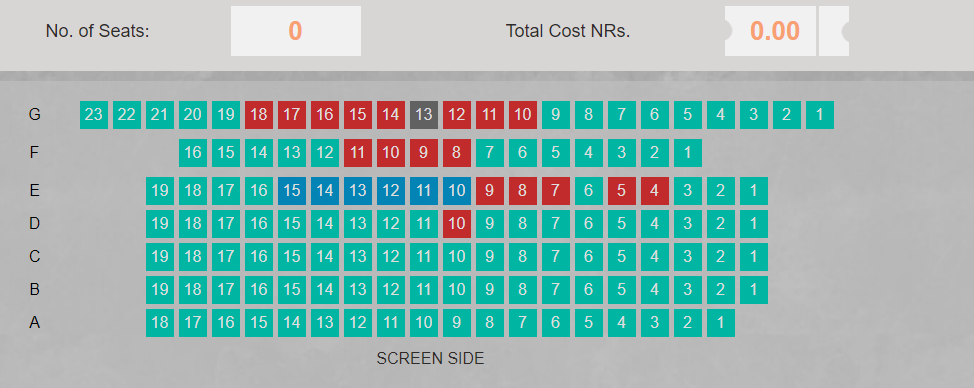 No. of Seats: 0 Total Cost NRs. 0.00
G 23 22 21 20 19 18 17 16 15 14 13 12 11 10 9 8 7 6 5 4 3 2 1
F 16 15 14 13 12 11 10 9 8 7 6 5 4 3 2 1
E 19 18 17 16 15 14 13 12 11 10 9 8 7 6 5 4 3 2 1
D 19 18 17 16 15 14 13 12 11 10 9 8 7 6 5 4 3 2 1
C 19 18 17 16 15 14 13 12 11 10 9 8 7 6 5 4 3 2 1
B 19 18 17 16 15 14 13 12 11 10 9 8 7 6 5 4 3 2 1
A 18 17 16 15 14 13 12 11 10 9 8 7 6 5 4 3 2 1
SCREEN SIDE